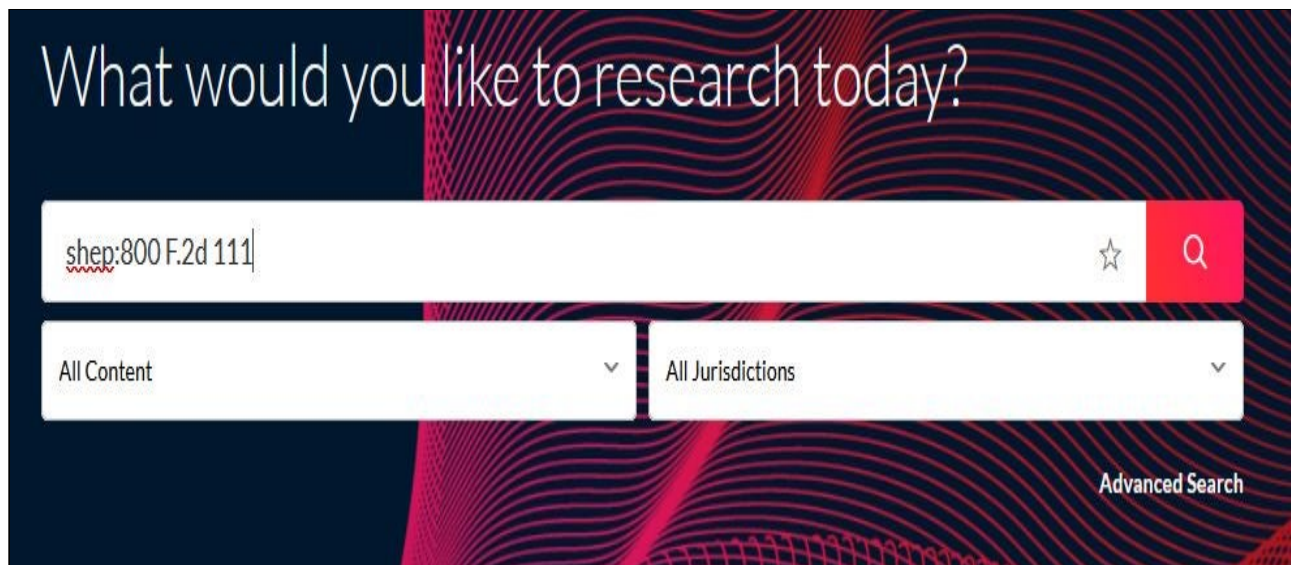 What would you like to research today?
shep:800 F.2d 111
All Content
All Jurisdictions
Advanced Search